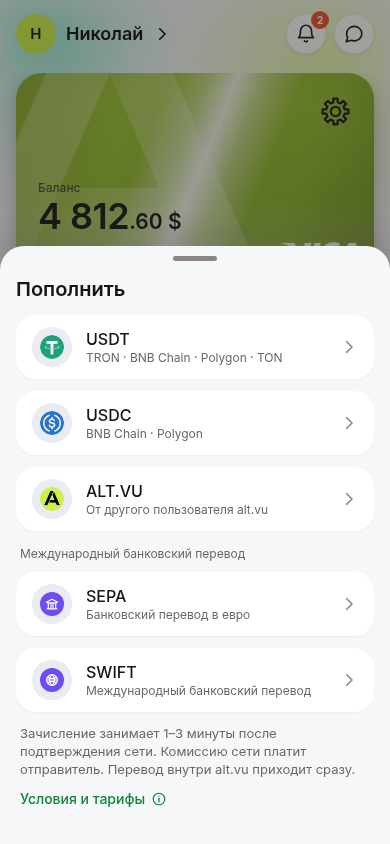 Н
Николай
2
Баланс
4 812.60 $
Пополнить
USDT
TRON · BNB Chain · Polygon · TON
USDC
BNB Chain · Polygon
ALT.VU
От другого пользователя alt.vu
Международный банковский перевод
SEPA
Банковский перевод в евро
SWIFT
Международный банковский перевод
Зачисление занимает 1–3 минуты после
подтверждения сети. Комиссию сети платит
отправитель. Перевод внутри alt.vu приходит сразу.
Условия и тарифы